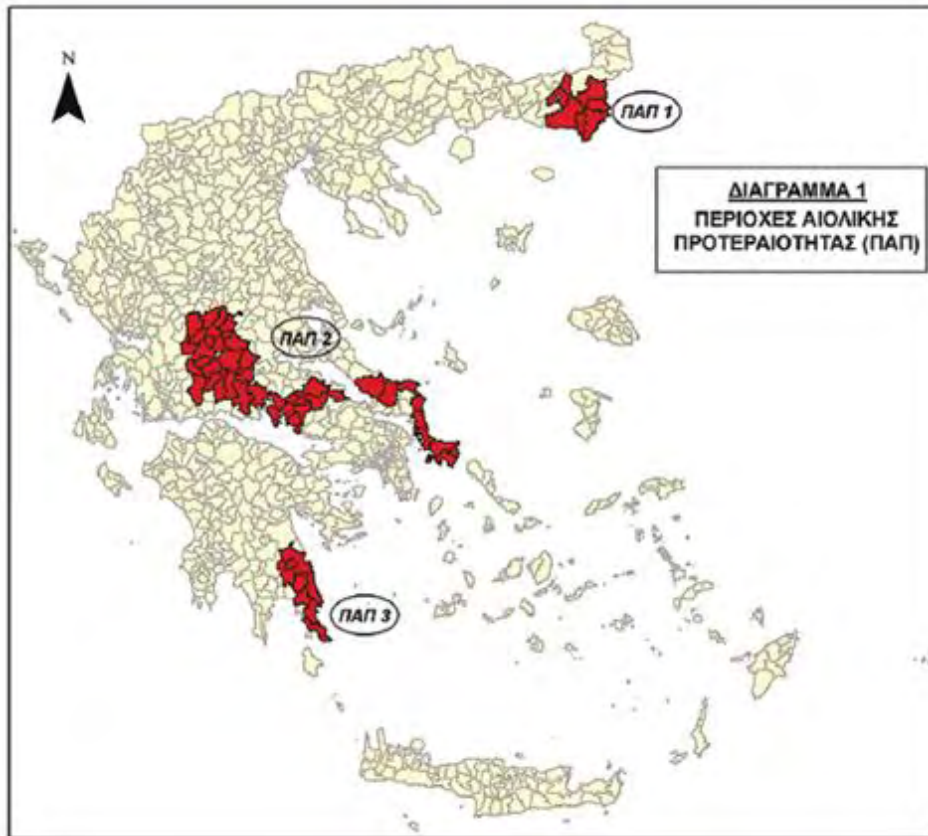 N
ΠΑΠ 1
ΔΙΑΓΡΑΜΜΑ 1
ΠΕΡΙΟΧΕΣ ΑΙΟΛΙΚΗΣ
ΠΡΟΤΕΡΑΙΟΤΗΤΑΣ (ΠΑΠ)
ΠΑΠ 2
ΠΑΠ 3